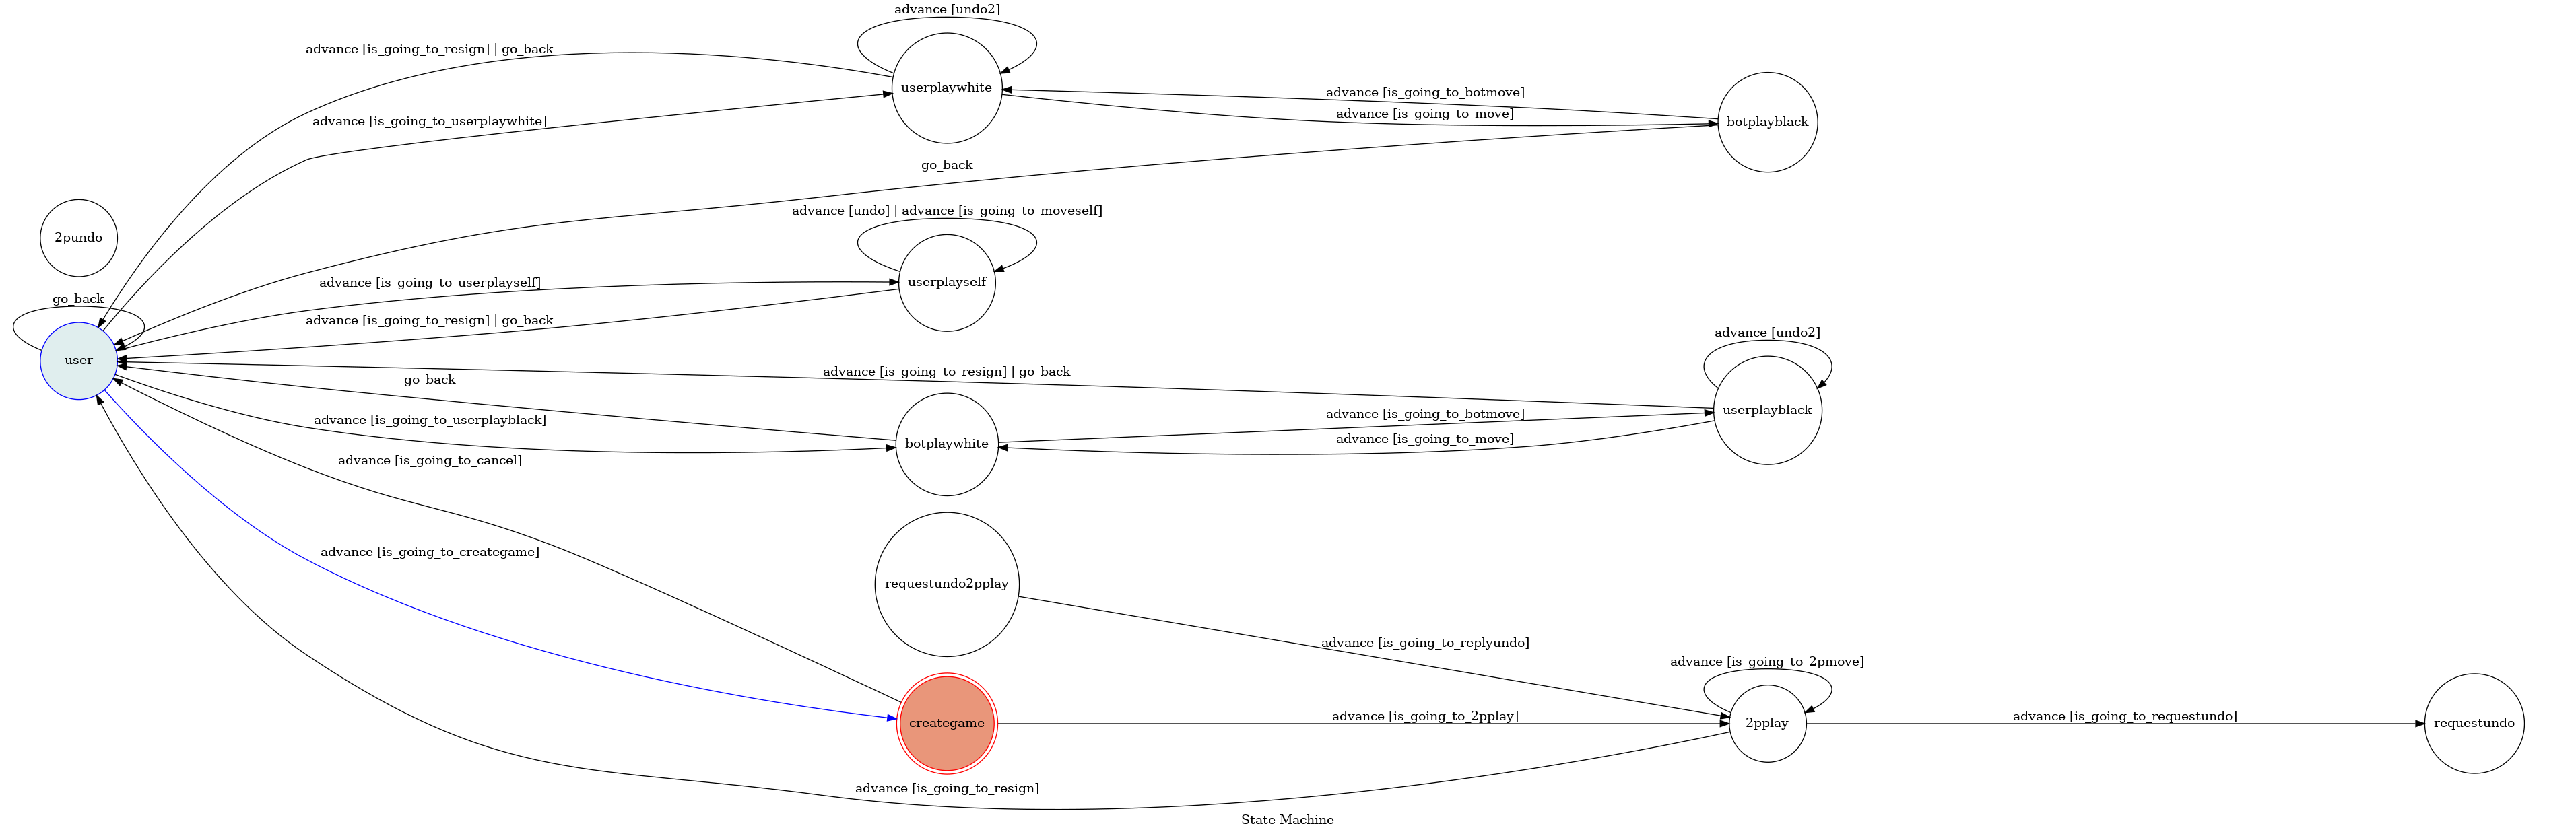 advance [undo2]
advance [is_going_to_resign] | go_back
userplaywhite
advance [is_going_to_botmove]
advance [is_going_to_move]
advance [is_going_to_userplaywhite]
botplayblack
go_back
advance [undo] | advance [is_going_to_moveself]
2pundo
advance [is_going_to_userplayself]
userplayself
go_back
advance [is_going_to_resign] | go_back
advance [undo2]
user
advance [is_going_to_resign] | go_back
go_back
userplayblack
advance [is_going_to_userplayblack]
advance [is_going_to_botmove]
botplaywhite
advance [is_going_to_move]
advance [is_going_to_cancel]
advance [is_going_to_creategame]
requestundo2pplay
advance [is_going_to_replyundo]
advance [is_going_to_2pmove]
creategame
advance [is_going_to_2pplay]
2pplay
advance [is_going_to_requestundo]
requestundo
advance [is_going_to_resign]
State Machine